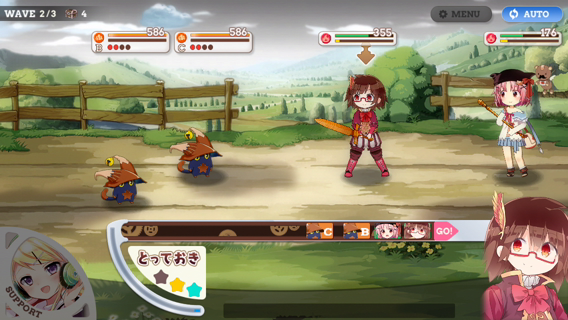 WAVE 2/3 4
MENU
AUTO
586
B
586
C
355
176
C
B
GO!
とっておき
SUPPORT